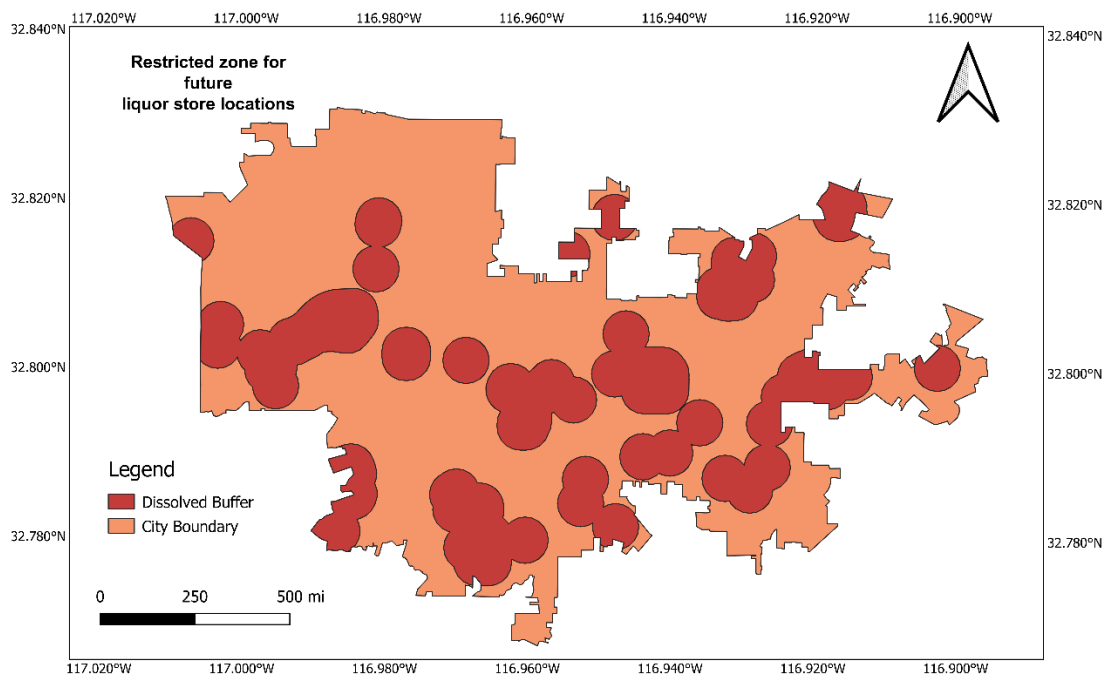 117.020°W 117.000°W 116.980°W 116.960°W 116.940°W 116.920°W 116.900°W
32.840°N 32.840°N
Restricted zone for
future
liquor store locations
32.820°N 32.820°N
32.800°N 32.800°N
Legend
Dissolved Buffer
City Boundary
32.780°N 32.780°N
0 250 500 mi
117.020°W 117.000°W 116.980°W 116.960°W 116.940°W 116.920°W 116.900°W